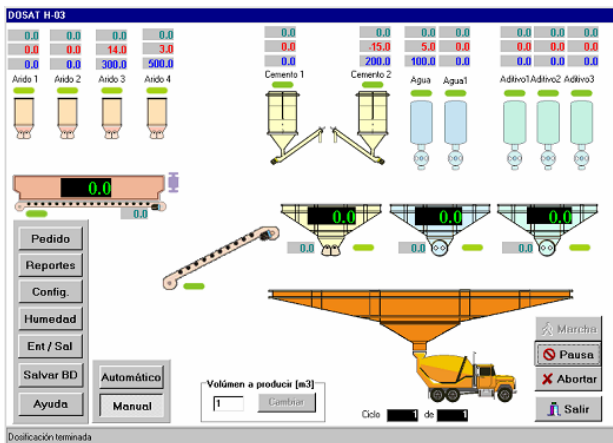 DOSAT H-03
0.0 0.0 0.0 0.0 0.0 0.0 0.0 0.0 0.0 0.0 0.0
0.0 0.0 14.0 3.0 0.0 -15.0 5.0 0.0 0.0 0.0 0.0
0.0 0.0 300.0 500.0 0.0 200.0 100.0 0.0 0.0 0.0 0.0
Arido 1 Arido 2 Arido 3 Arido 4 Cemento 1 Cemento 2 Agua Agua1 Aditivo1 Aditivo2 Aditivo3
0.0
0.0
0.0 0.0 0.0
0.0 0.0 0.0
Pedido
Reportes
Config.
Humedad
Ent / Sal
Salvar BD
Ayuda
Automático
Manual
Volúmen a producir [m3]
1 Cambiar
Ciclo 1 de 1
Marcha
Pausa
Abortar
Salir
Dosificación terminada